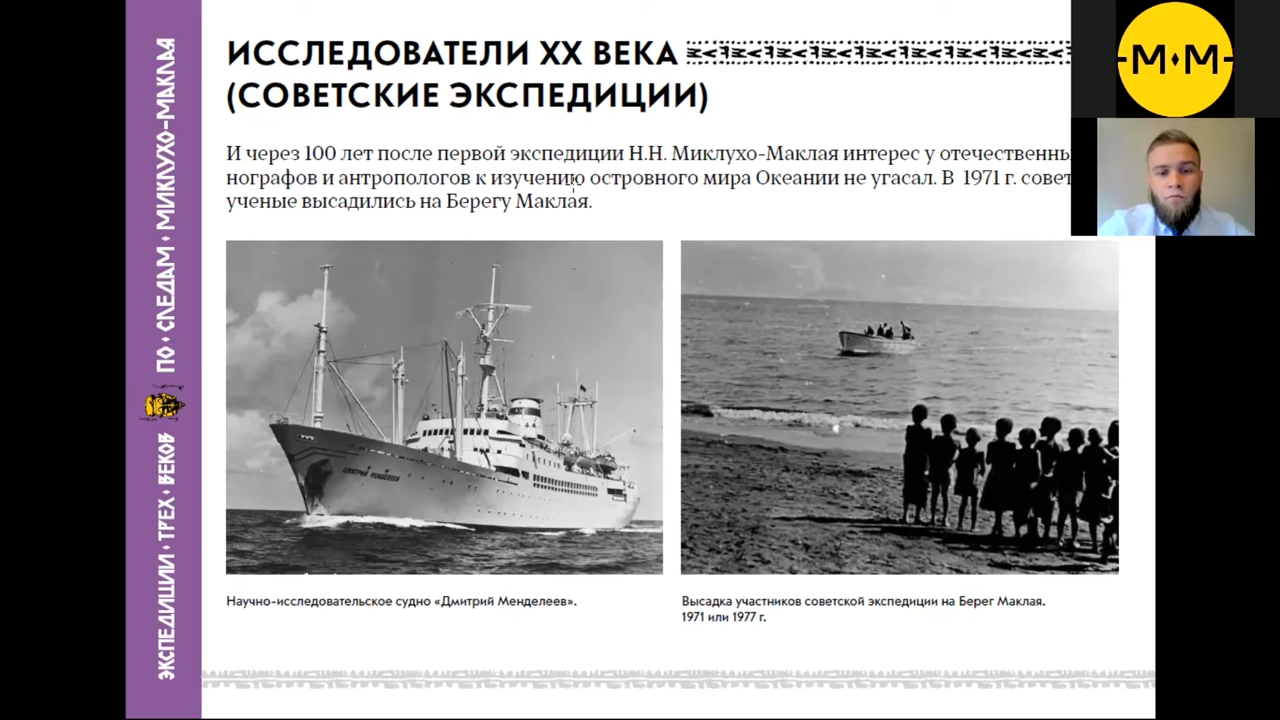 ИССЛЕДОВАТЕЛИ XX ВЕКА
(СОВЕТСКИЕ ЭКСПЕДИЦИИ)
И через 100 лет после первой экспедиции Н.Н. Миклухо-Маклая интерес у
нографов и антропологов к изучению островного мира Океании не угасал. В 1971 г.
ученые высадились на Берегу Маклая.
ДМИТРИЙ МЕНДЕЛЕЕВ
Научно-исследовательское судно «Дмитрий Менделеев».
Высадка участников советской экспедиции на Берег Маклая.
1971 или 1977 г.
ЭКСПЕДИЦИИ • ТРЕХ • ВЕКОВ
ПО • СЛЕДАМ • МИКЛУХО-МАКЛАЯ
М•М